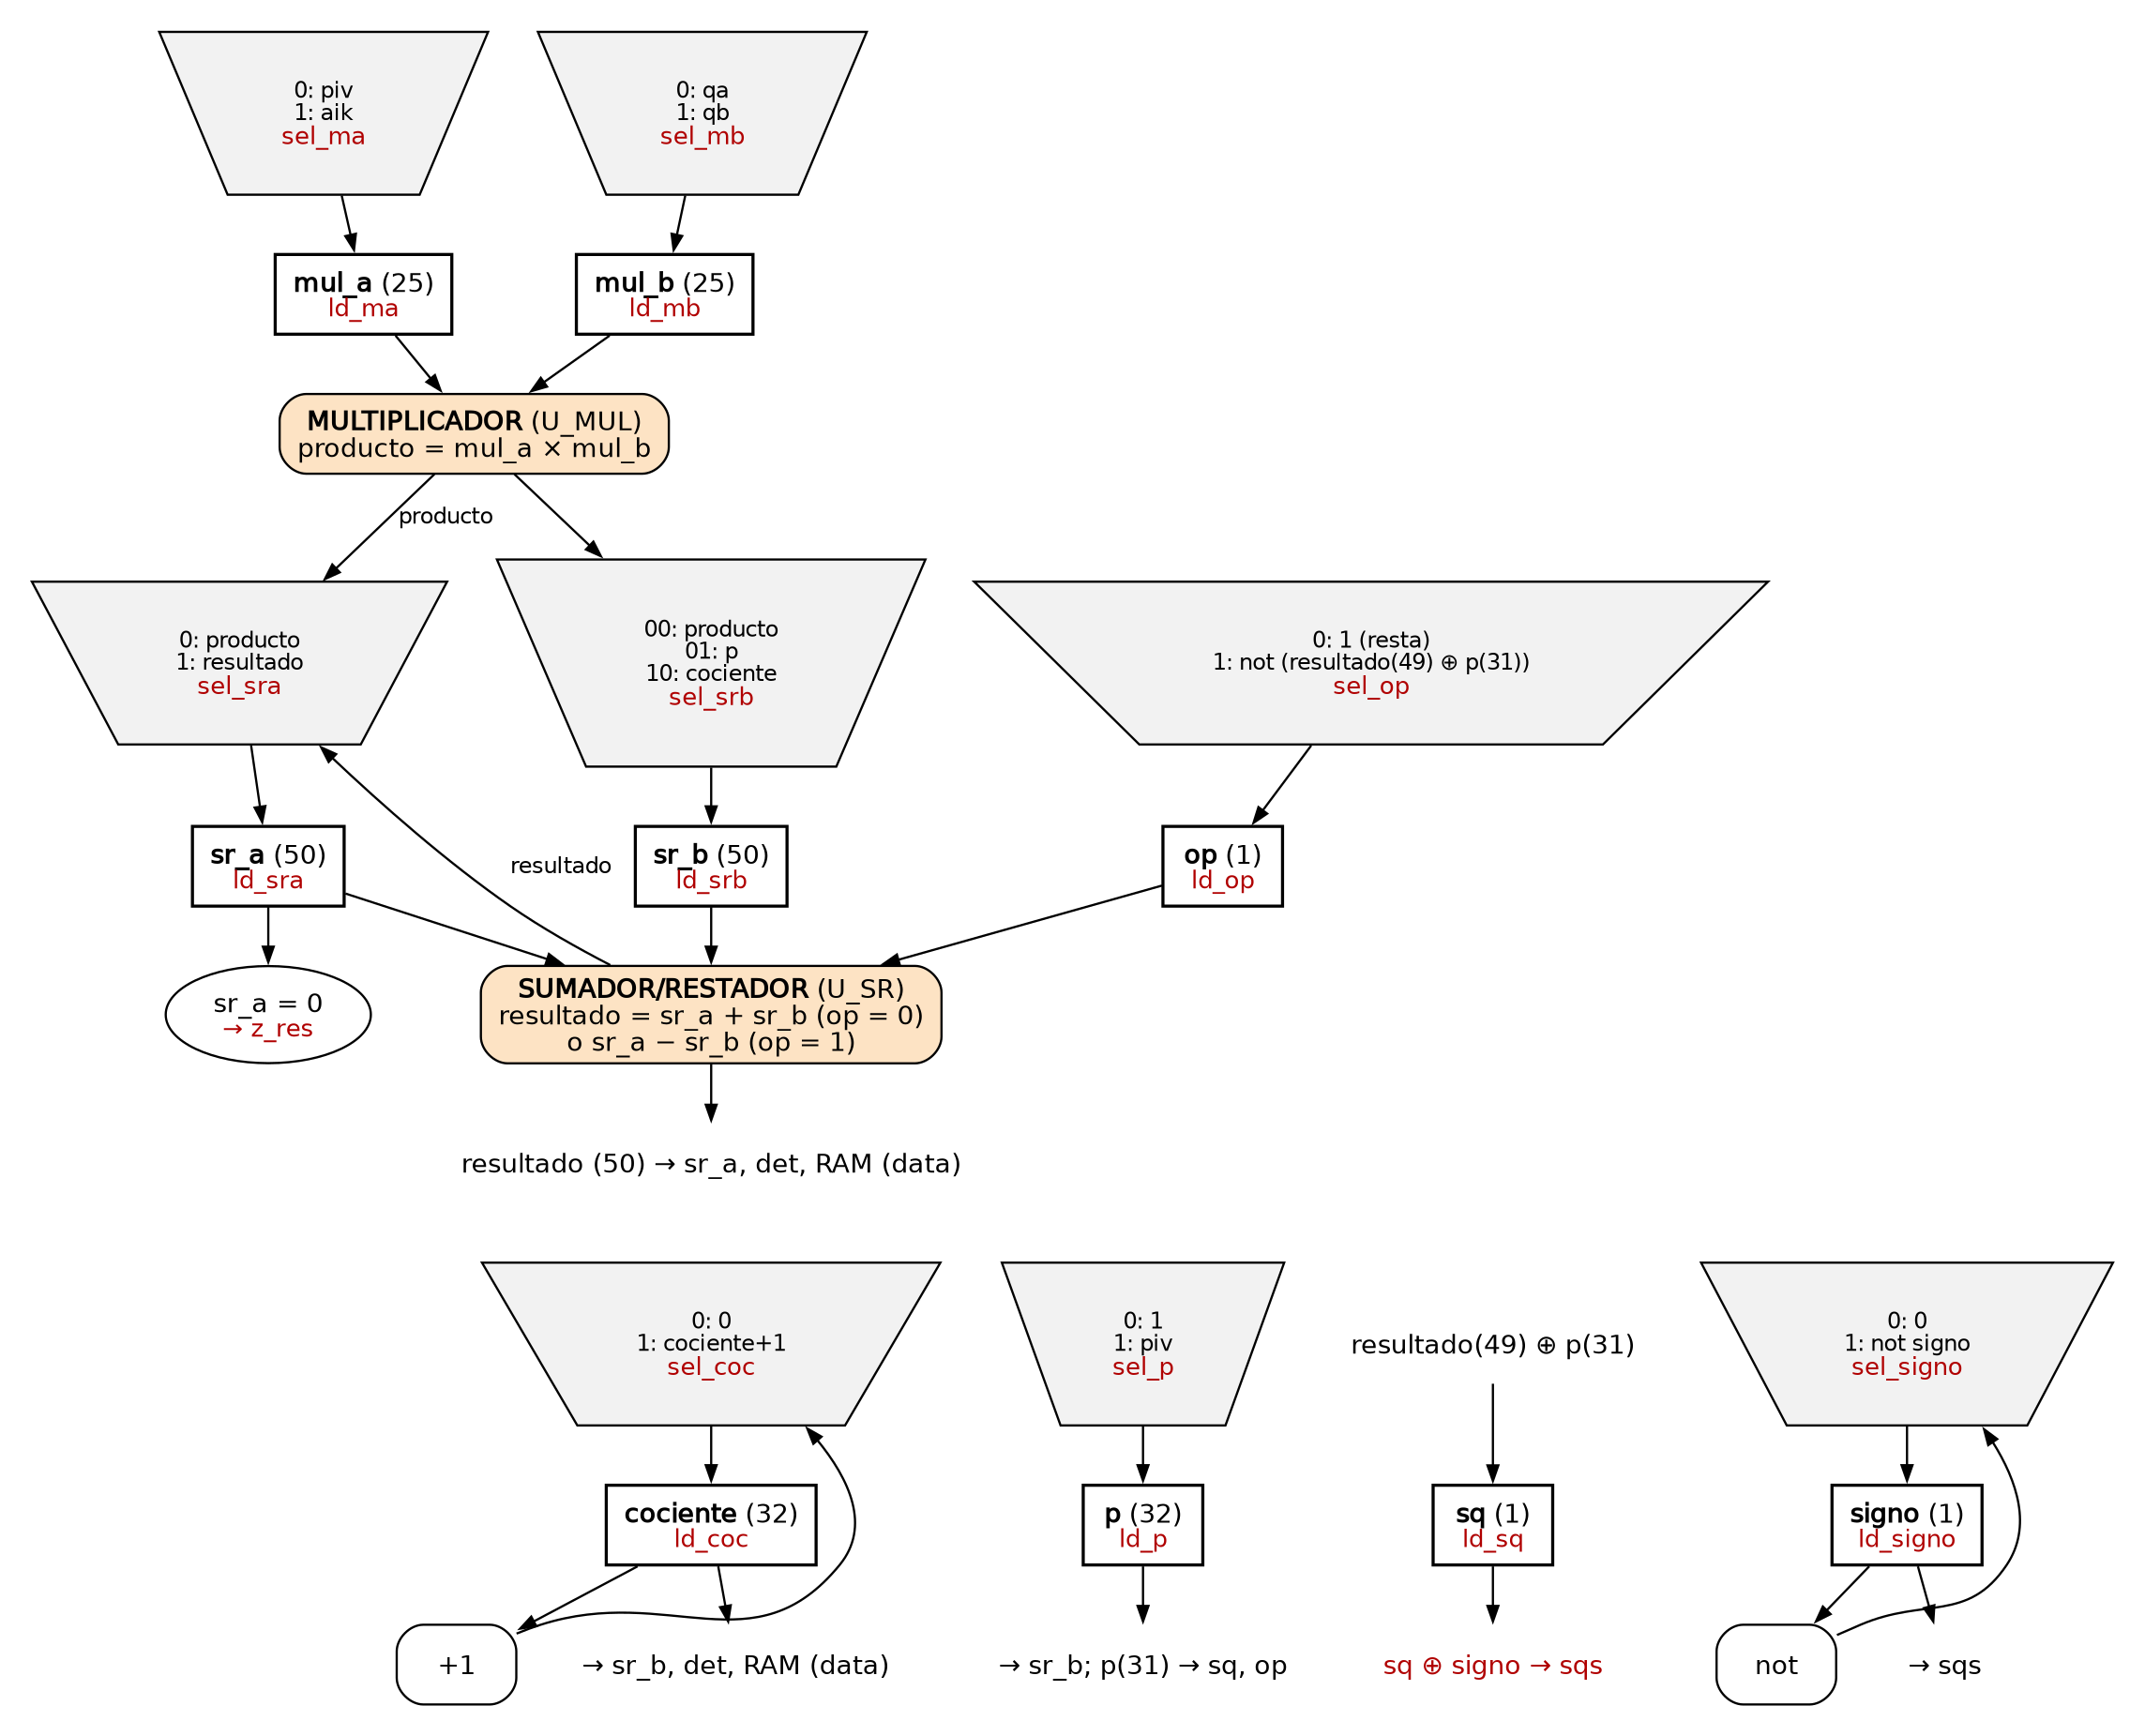 0: piv
1: aik
sel_ma
0: qa
1: qb
sel_mb
mul_a (25)
ld_ma
mul_b (25)
ld_mb
MULTIPLICADOR (U_MUL)
producto = mul_a × mul_b
producto
0: producto
1: resultado
sel_sra
00: producto
01: p
10: cociente
sel_srb
0: 1 (resta)
1: not (resultado(49) ⊕ p(31))
sel_op
sr_a (50)
ld_sra
resultado
sr_b (50)
ld_srb
op (1)
ld_op
sr_a = 0
→ z_res
SUMADOR/RESTADOR (U_SR)
resultado = sr_a + sr_b (op = 0)
o sr_a − sr_b (op = 1)
resultado (50) → sr_a, det, RAM (data)
0: 0
1: cociente+1
sel_coc
0: 1
1: piv
sel_p
resultado(49) ⊕ p(31)
0: 0
1: not signo
sel_signo
cociente (32)
ld_coc
p (32)
ld_p
sq (1)
ld_sq
signo (1)
ld_signo
+1
→ sr_b, det, RAM (data)
→ sr_b; p(31) → sq, op
sq ⊕ signo → sqs
not
→ sqs